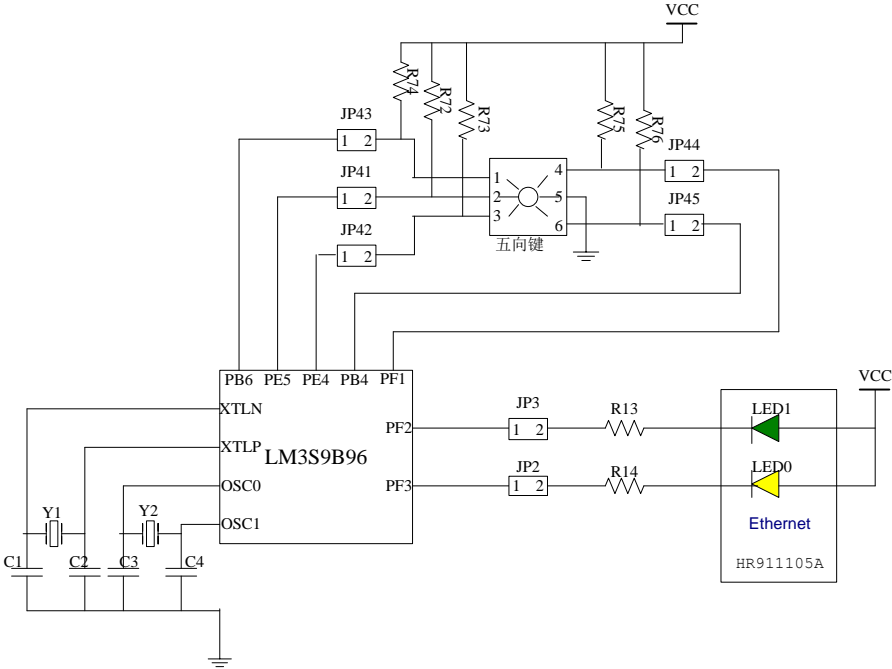 VCC
R74
R72
R73
R75
R76
JP43
1 2
JP44
1 2
JP41
1 2
JP45
1 2
JP42
1 2
1
2
3
4
5
6
五向键
PB6 PE5 PE4 PB4 PF1
XTLN
XTLP
OSC0
OSC1
LM3S9B96
PF2
PF3
JP3
1 2
R13
JP2
1 2
R14
VCC
LED1
LED0
Ethernet
HR911105A
Y1
Y2
C1
C2
C3
C4